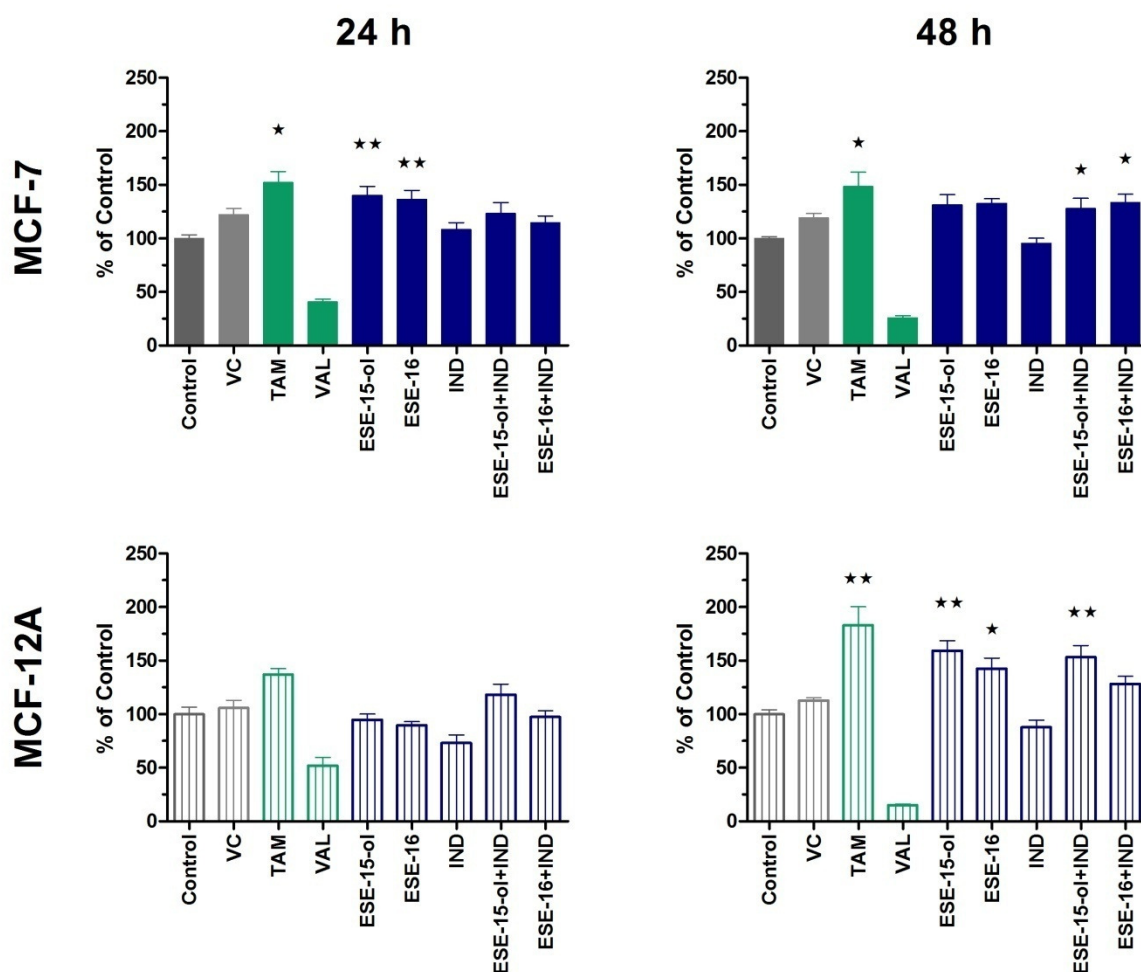 24 h
48 h
MCF-7
% of Control
250
200
150
100
50
0
★
★★
★★
Control
VC
TAM
VAL
ESE-15-ol
ESE-16
IND
ESE-15-ol+IND
ESE-16+IND
% of Control
250
200
150
100
50
0
★
★
★
Control
VC
TAM
VAL
ESE-15-ol
ESE-16
IND
ESE-15-ol+IND
ESE-16+IND
MCF-12A
% of Control
250
200
150
100
50
0
Control
VC
TAM
VAL
ESE-15-ol
ESE-16
IND
ESE-15-ol+IND
ESE-16+IND
% of Control
250
200
150
100
50
0
★★
★★
★
★★
Control
VC
TAM
VAL
ESE-15-ol
ESE-16
IND
ESE-15-ol+IND
ESE-16+IND